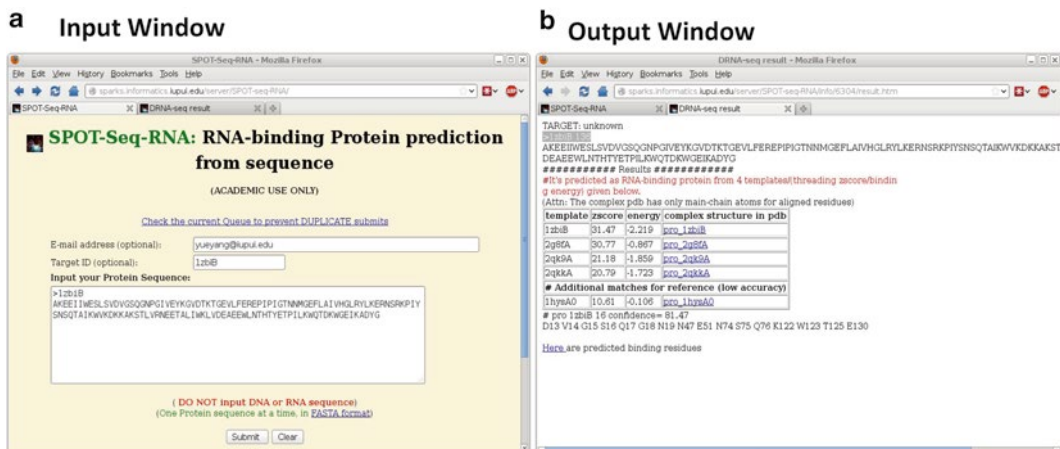 a Input Window
SPOT-Seq-RNA - Mozilla Firefox
File Edit View History Bookmarks Tools Help
sparks.informatics.iupui.edu/server/SPOT-seq-RNA/
SPOT-Seq-RNA
DRNA-seq result
SPOT-Seq-RNA: RNA-binding Protein prediction
from sequence
(ACADEMIC USE ONLY)
Check the current Queue to prevent DUPLICATE submits
E-mail address (optional): yueyang@iupui.edu
Target ID (optional): 1zbiB
Input your Protein Sequence:
>1zbiB
AKEEIIWESLSVDVGSQGNPGIVEYKGVDTKTGEVLFEREPIPIGTNNMGEFLAIVHGLRYLKERNSRKPIY
SNSQTAIKWVKDKKAKSTLVRNEETALIWKLVDEAEEWLNTHTYETPILKWQTDKWGEIKADYG
( DO NOT input DNA or RNA sequence)
(One Protein sequence at a time, in FASTA format)
Submit Clear
b Output Window
DRNA-seq result - Mozilla Firefox
File Edit View History Bookmarks Tools Help
sparks.informatics.iupui.edu/server/SPOT-seq-RNA/info/6304/result.htm
SPOT-Seq-RNA
DRNA-seq result
TARGET: unknown
AKEEIIWESLSVDVGSQGNPGIVEYKGVDTKTGEVLFEREPIPIGTNNMGEFLAIVHGLRYLKERNSRKPIYSNSQTAIKWVKDKKAKST
DEAEEWLNTHTYETPILKWQTDKWGEIKADYG
########### Results ############
#It's predicted as RNA-binding protein from 4 templates/(threading zscore/bindin
g energy) given below.
(Attn: The complex pdb has only main-chain atoms for aligned residues)
template zscore energy complex structure in pdb
1zbiB 31.47 -2.219 pro_1zbiB
2g8fA 30.77 -0.867 pro_2g8fA
2qk9A 21.18 -1.859 pro_2qk9A
2qkkA 20.79 -1.723 pro_2qkkA
# Additional matches for reference (low accuracy)
1hysA0 10.61 -0.106 pro_1hysA0
# pro 1zbiB 16 confidence= 81.47
D13 V14 G15 S16 Q17 G18 N19 N47 E51 N74 S75 Q76 K122 W123 T125 E130
Here are predicted binding residues